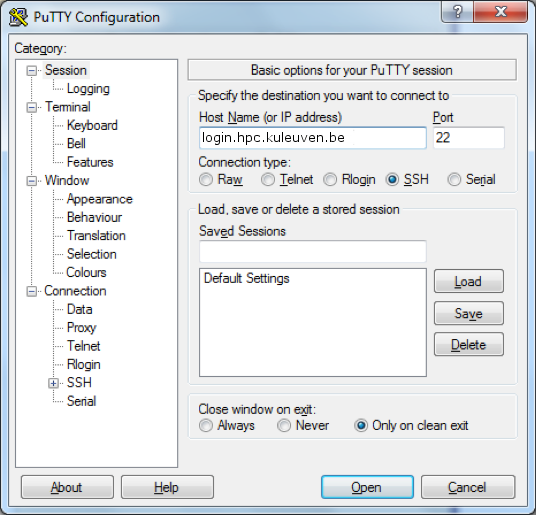 PuTTY Configuration
?
Category:
Session
Logging
Terminal
Keyboard
Bell
Features
Window
Appearance
Behaviour
Translation
Selection
Colours
Connection
Data
Proxy
Telnet
Rlogin
SSH
Serial
Basic options for your PuTTY session
Specify the destination you want to connect to
Host Name (or IP address) Port
login.hpc.kuleuven.be 22
Connection type:
Raw Telnet Rlogin SSH Serial
Load, save or delete a stored session
Saved Sessions
Default Settings
Load
Save
Delete
Close window on exit:
Always Never Only on clean exit
About Help Open Cancel